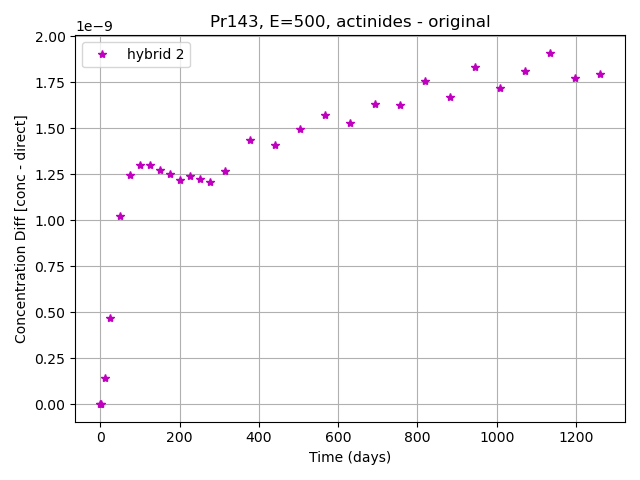 Pr143, E=500, actinides - original
1e−9
hybrid 2
2.00
1.75
1.50
1.25
1.00
0.75
0.50
0.25
0.00
Concentration Diff [conc - direct]
0 200 400 600 800 1000 1200
Time (days)